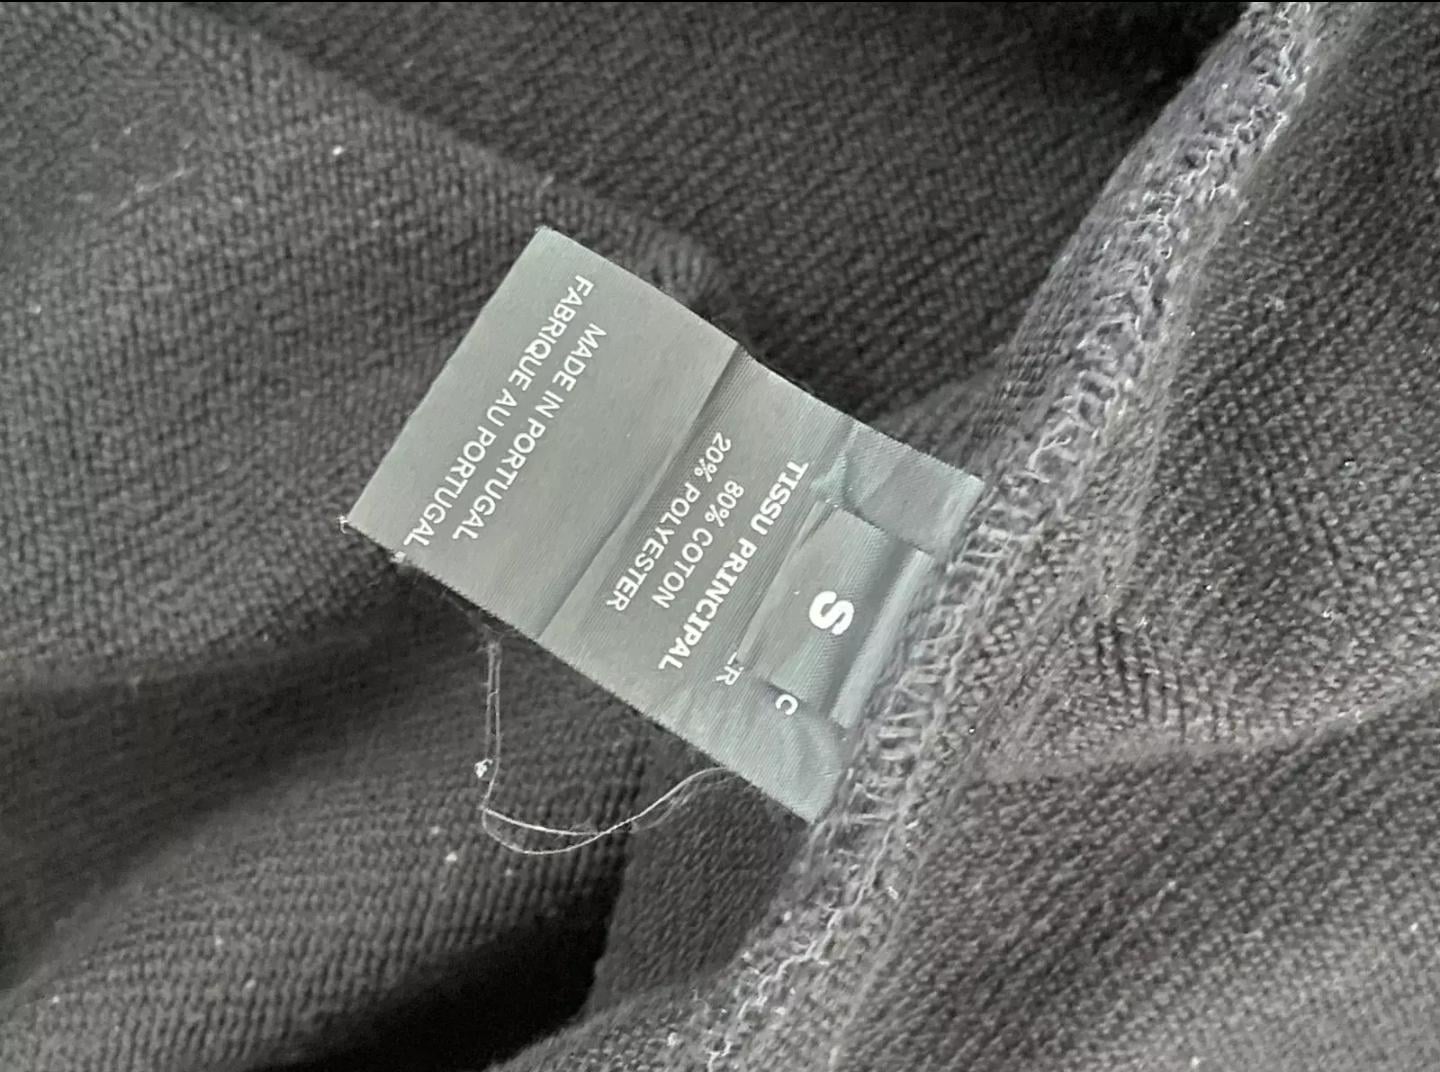 S
C
R
TISSU PRINCIPAL
80% COTON
20% POLYESTER
MADE IN PORTUGAL
FABRIQUE AU PORTUGAL